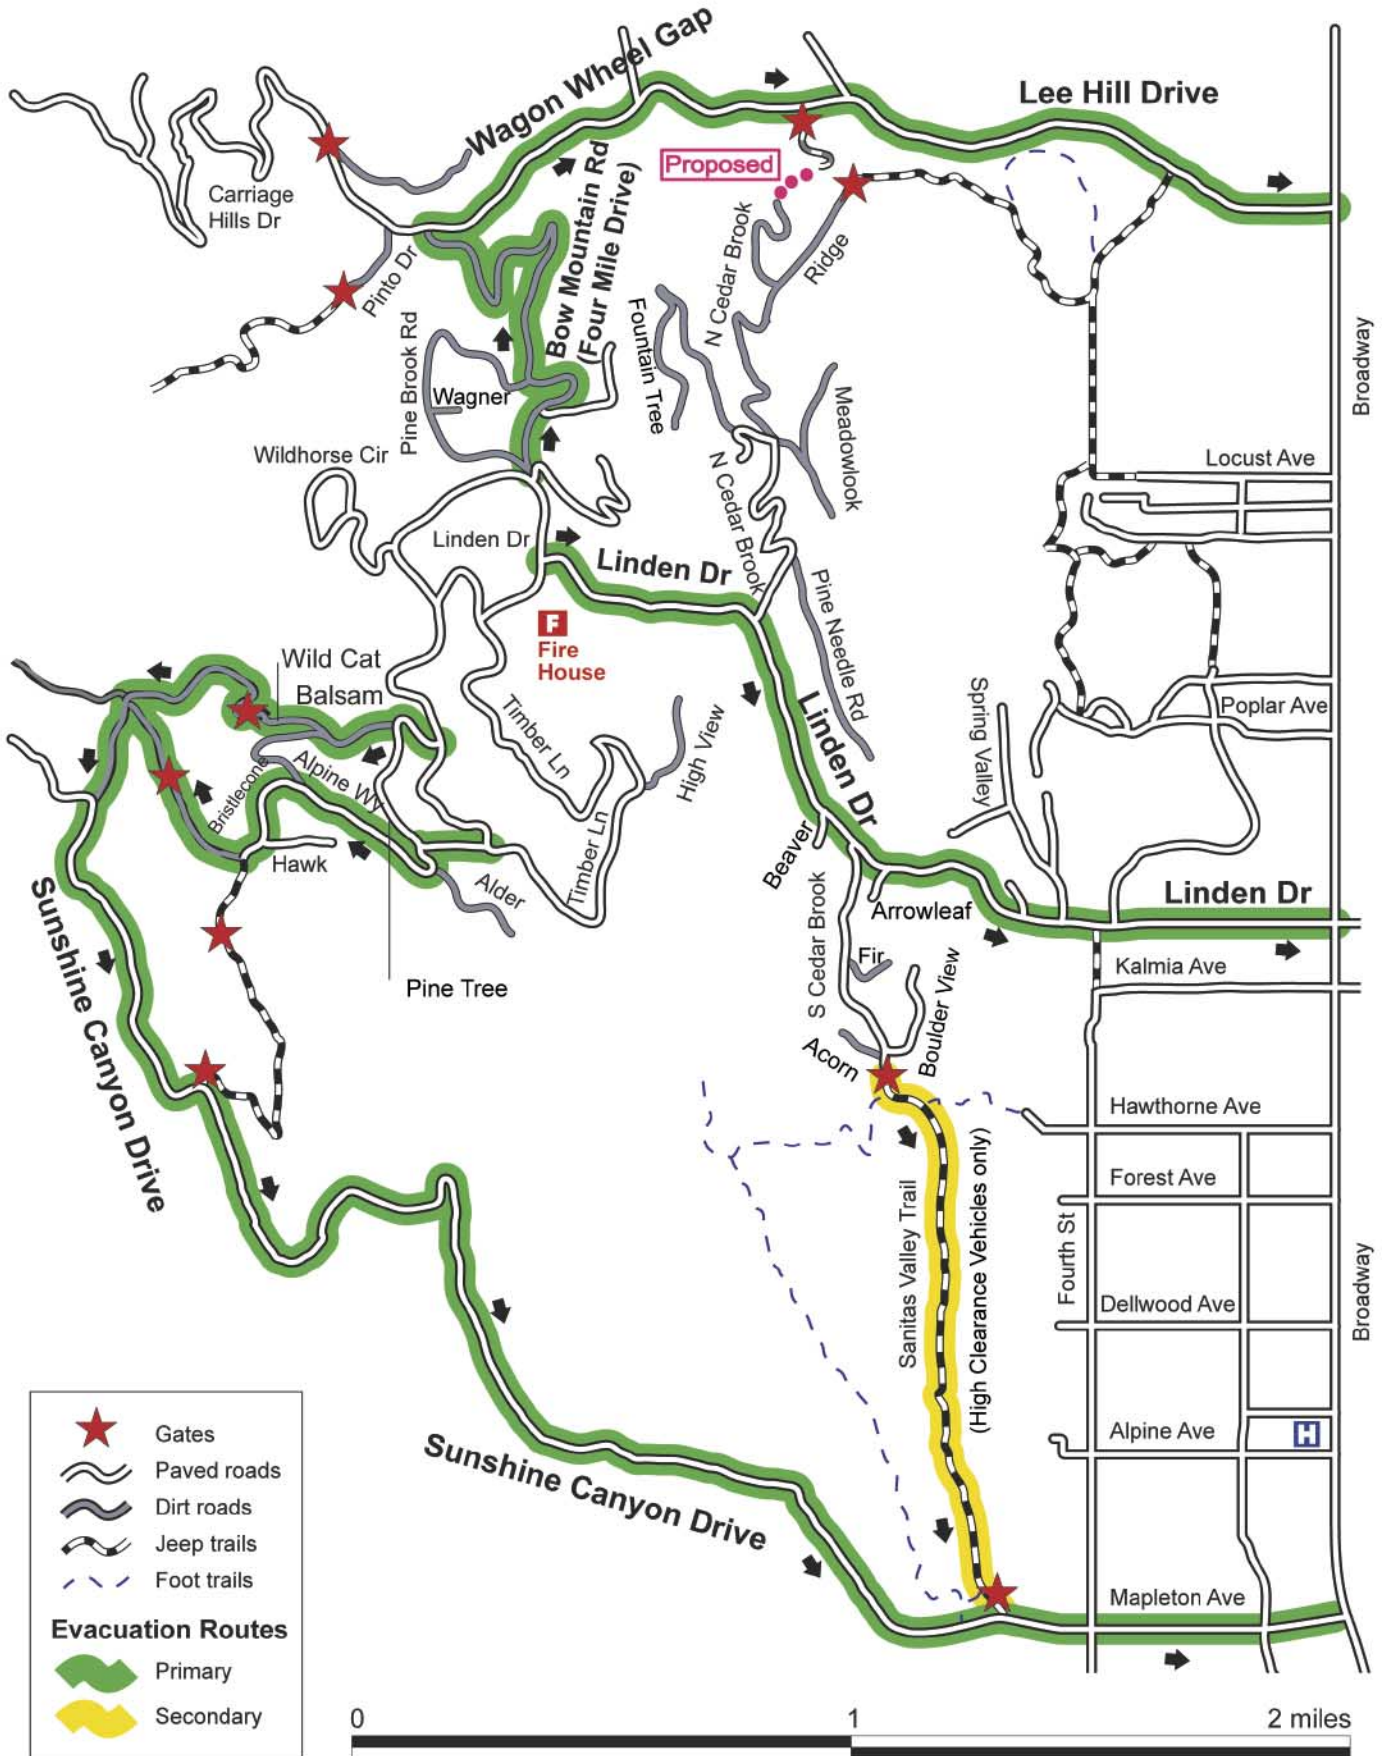 Wagon Wheel Gap
Lee Hill Drive
Proposed
Carriage
Hills Dr
Pinto Dr
Bow Mountain Rd
(Four Mile Drive)
N Cedar Brook
Ridge
Fountain Tree
Pine Brook Rd
Wagner
Meadowlook
Broadway
Wildhorse Cir
Locust Ave
N Cedar Brook
Linden Dr
Linden Dr
Pine Needle Rd
F
Fire
House
Wild Cat
Balsam
Timber Ln
High View
Linden Dr
Spring Valley
Poplar Ave
Alpine Wy
Bristlecone
Hawk
Timber Ln
Alder
Beaver
S Cedar Brook
Arrowleaf
Linden Dr
Sunshine Canyon Drive
Pine Tree
Fir
Boulder View
Kalmia Ave
Acorn
Hawthorne Ave
Forest Ave
Sanitas Valley Trail
(High Clearance Vehicles only)
Fourth St
Dellwood Ave
Broadway
Alpine Ave
H
Sunshine Canyon Drive
Mapleton Ave
Gates
Paved roads
Dirt roads
Jeep trails
Foot trails
Evacuation Routes
Primary
Secondary
0 1 2 miles